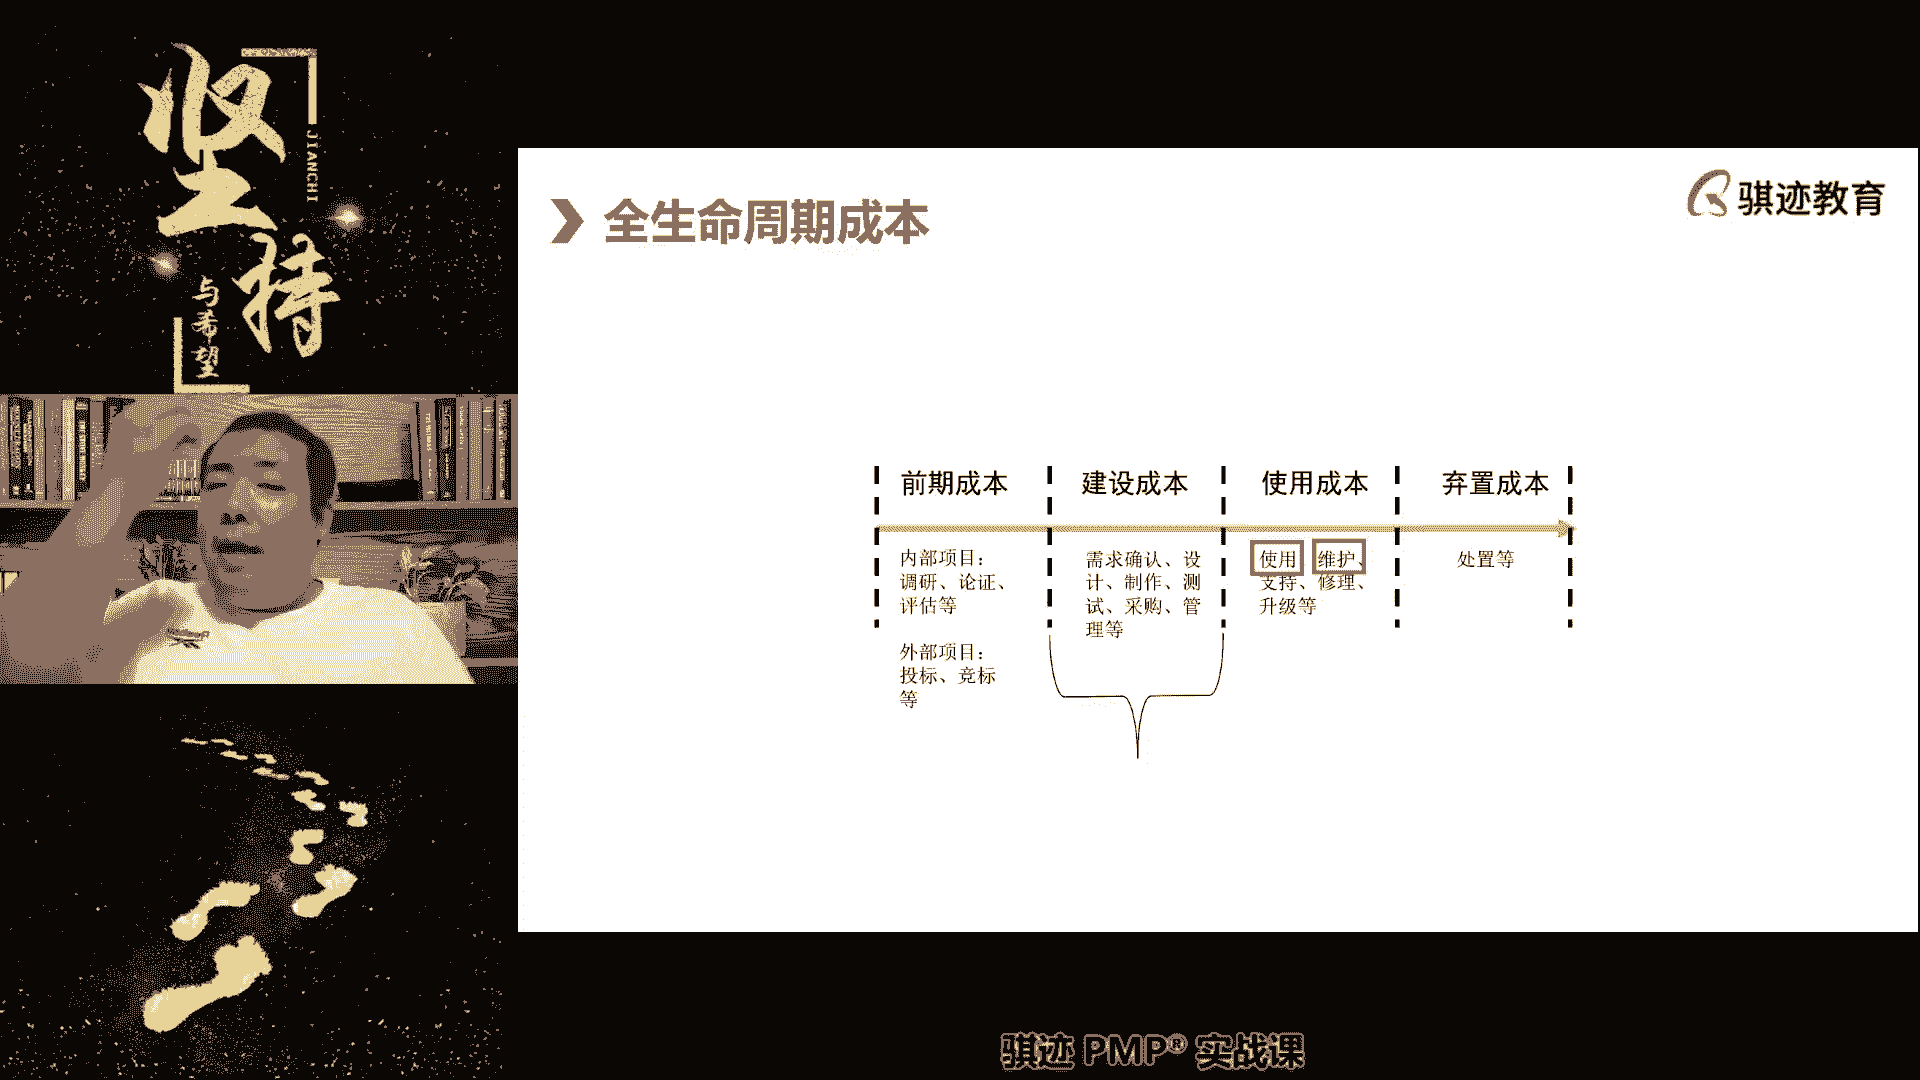 坚持
JIANCHI
与希望
全生命周期成本
骐迹教育
前期成本
建设成本
使用成本
弃置成本
内部项目：
调研、论证、
评估等
外部项目：
投标、竞标
等
需求确认、设
计、制作、测
试、采购、管
理等
使用、维护、
支持、修理、
升级等
处置等
骐迹 PMP® 实战课